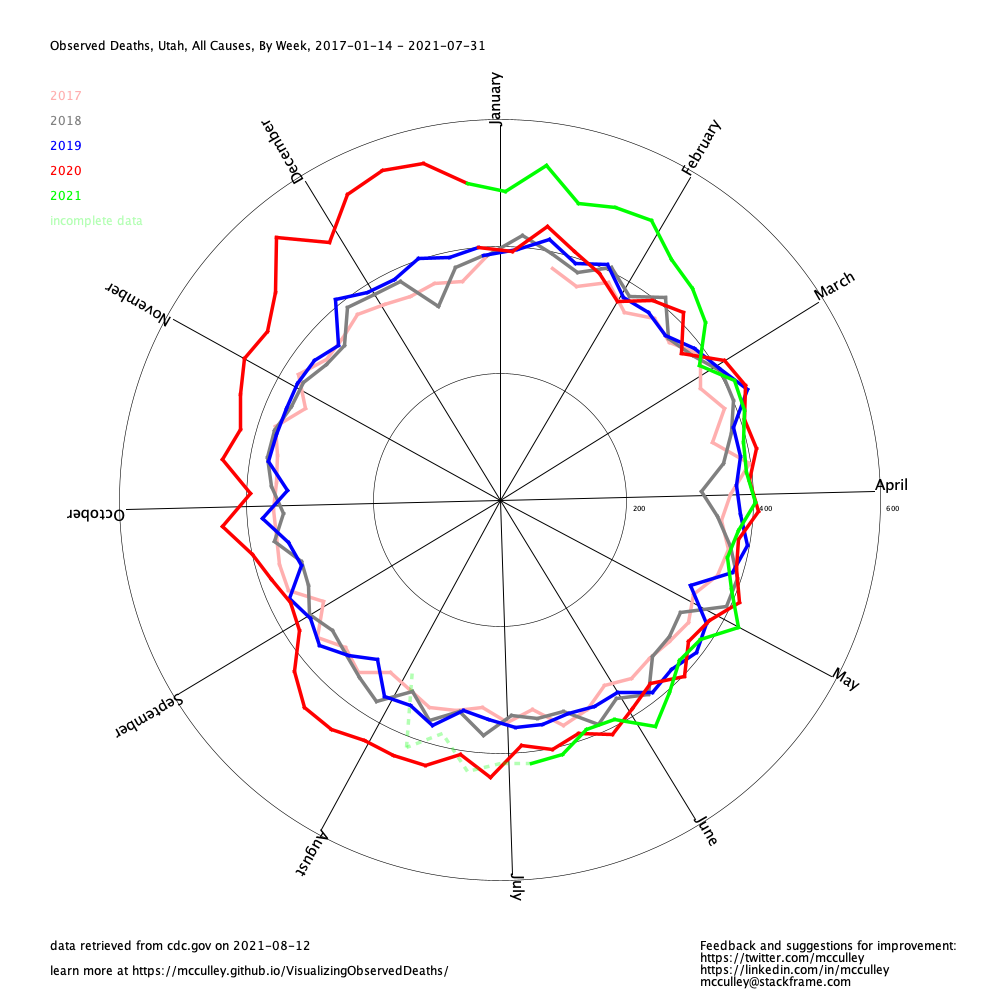 Observed Deaths, Utah, All Causes, By Week, 2017-01-14 - 2021-07-31
2017
2018
2019
2020
2021
incomplete data
January
February
March
April
May
June
July
August
September
October
November
December
200
400
600
data retrieved from cdc.gov on 2021-08-12
learn more at https://mcculley.github.io/VisualizingObservedDeaths/
Feedback and suggestions for improvement:
https://twitter.com/mcculley
https://linkedin.com/in/mcculley
mcculley@stackframe.com